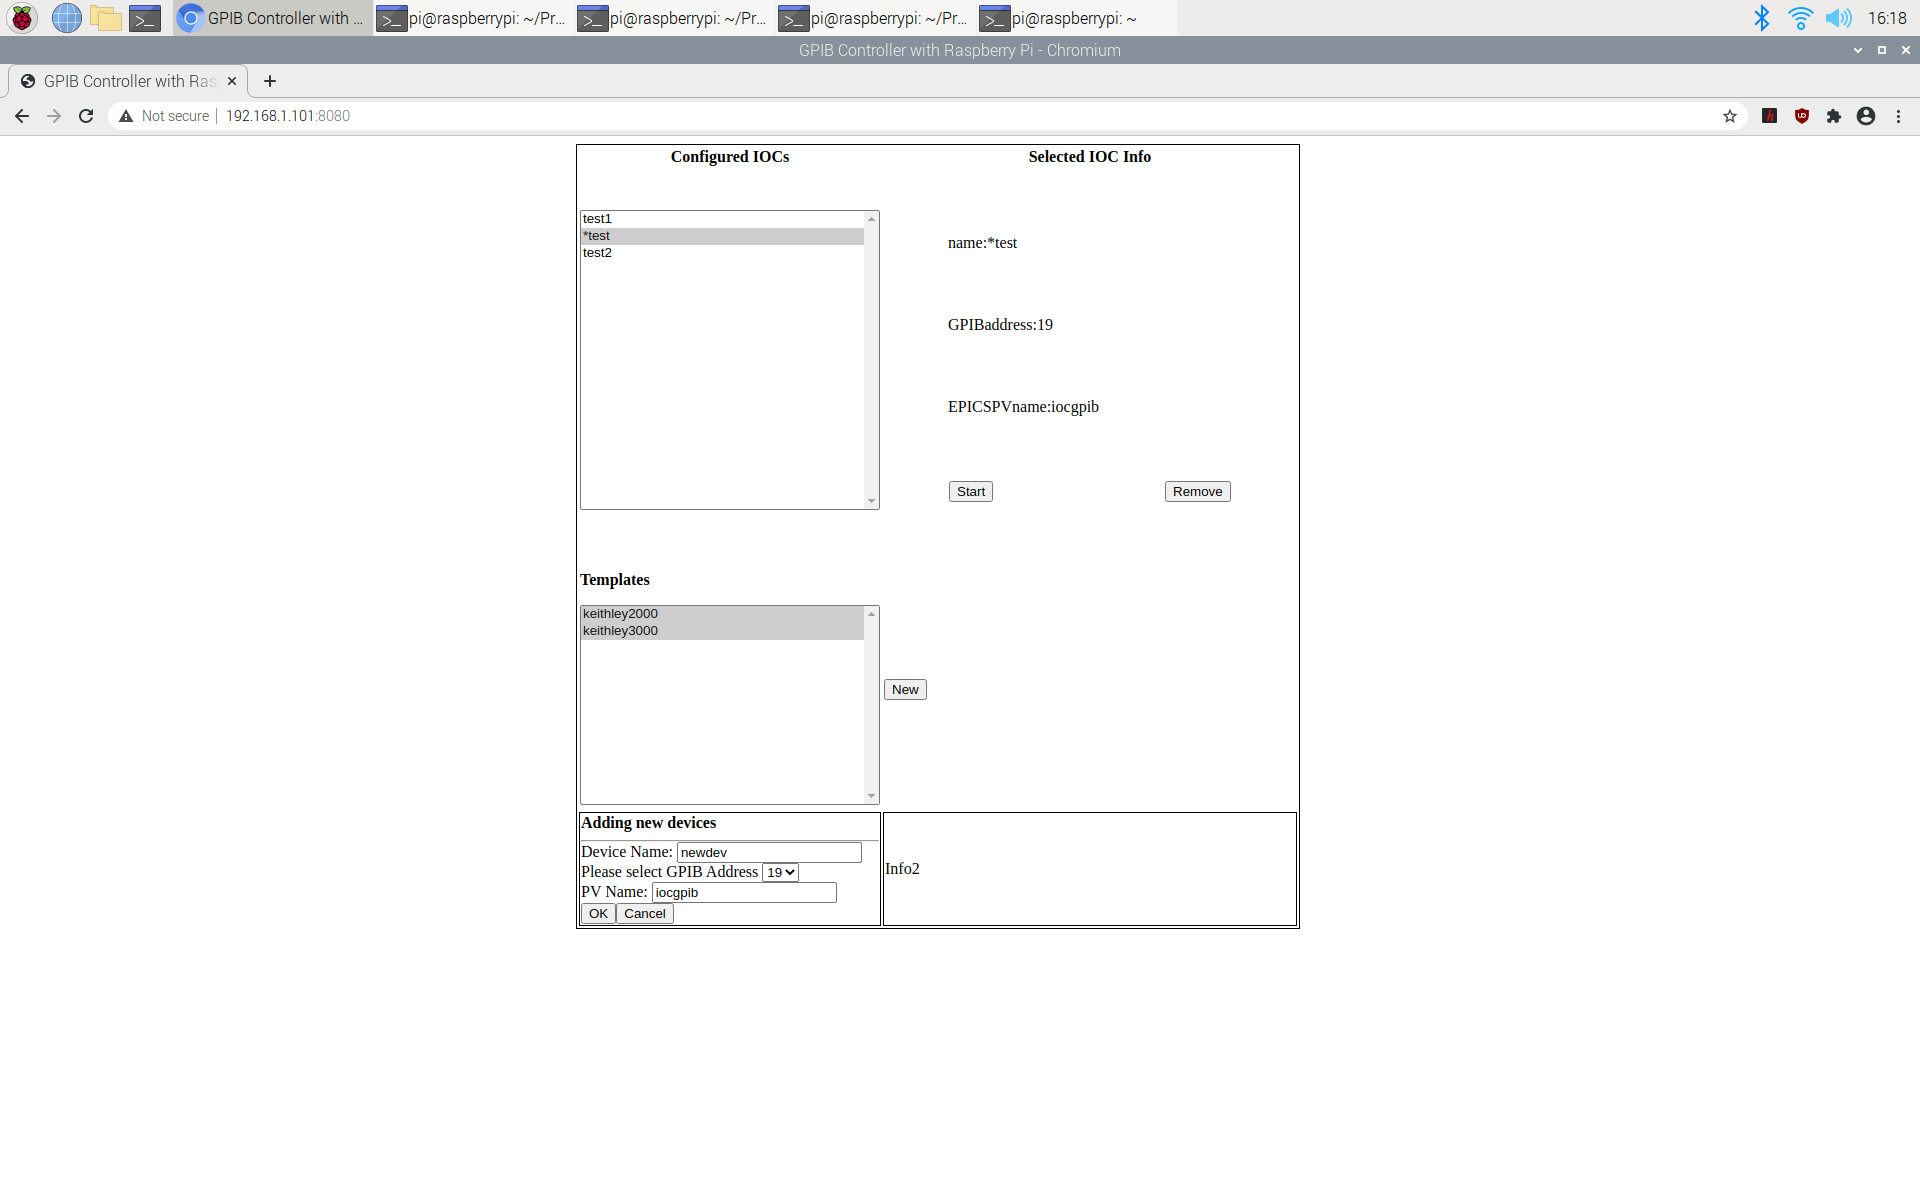 GPIB Controller with ...
pi@raspberrypi: ~/Pr...
pi@raspberrypi: ~/Pr...
pi@raspberrypi: ~/Pr...
pi@raspberrypi: ~
16:18
GPIB Controller with Raspberry Pi - Chromium
GPIB Controller with Ras
Not secure
192.168.1.101:8080
Configured IOCs
Selected IOC Info
test1
*test
test2
name:*test
GPIBaddress:19
EPICSPVname:iocgpib
Start
Remove
Templates
keithley2000
keithley3000
New
Adding new devices
Device Name: newdev
Please select GPIB Address 19
PV Name: iocgpib
OK Cancel
Info2